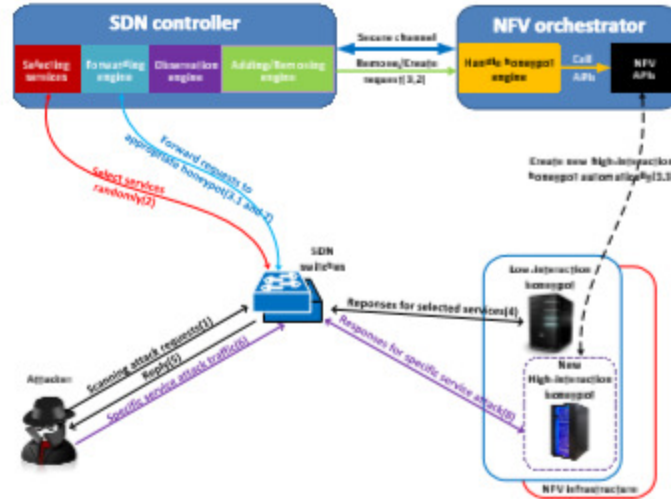 SDN controller
NFV orchestrator
Selecting
services
Forwarding
engine
Observation
engine
Adding/Removing
engine
Secure channel
Remove/Create
request(3,2)
Handle honeypot
engine
Call
APIs
NFV
APIs
Forward requests to
appropriate honeypot(3.1 and
Select services
randomly(2)
Create new high-interaction
honeypot automatically(3.3
SDN
switches
Low-interaction
honeypot
Reponses for selected services(4)
Responses for specific service attack(8)
Scanning attack requests(1)
Reply(5)
Specific service attack traffic(6)
Attacker
New
High-interaction
honeypot
NFV infrastructure